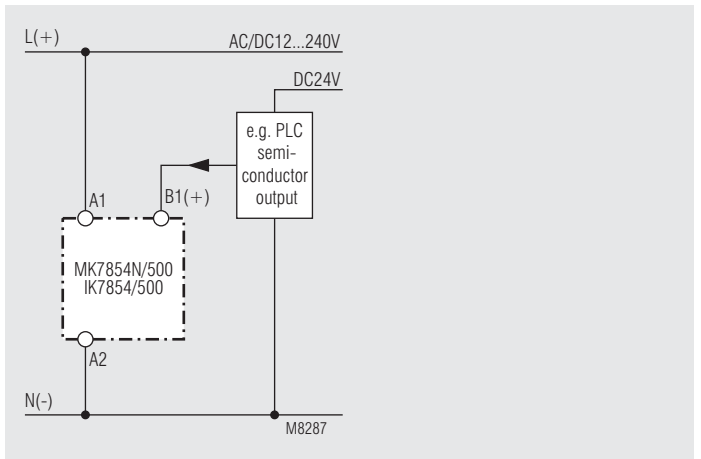 L(+)
AC/DC12...240V
DC24V
e.g. PLC
semi-
conductor
output
A1
B1(+)
MK7854N/500
IK7854/500
A2
N(-)
M8287